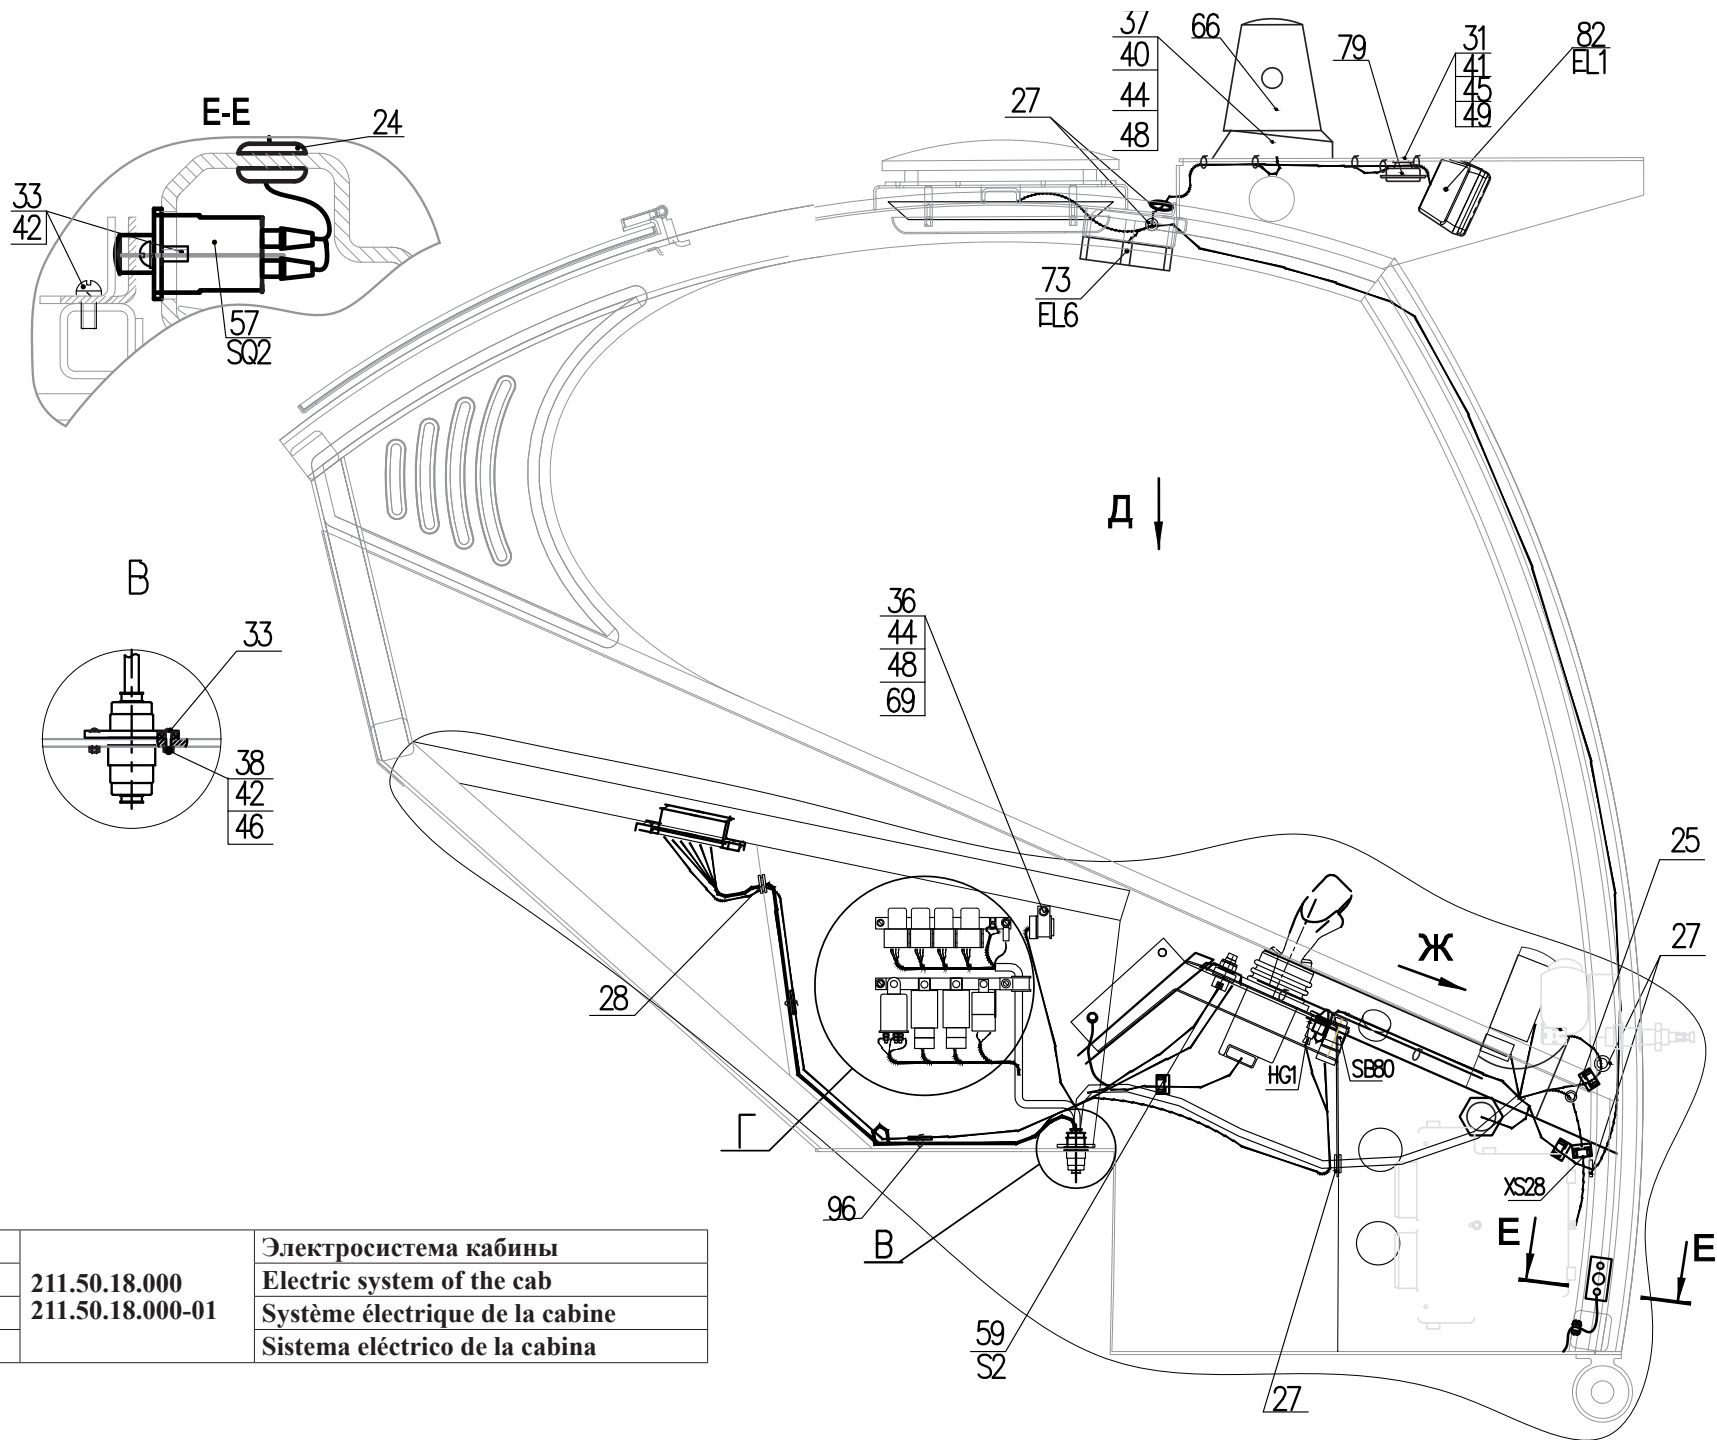 37
40
44
48
66
79
31
41
45
49
82
EL1
27
E-E
24
33
42
57
SQ2
73
EL6
Д
В
33
38
42
46
36
44
48
69
25
27
Ж
28
HG1
SB80
Г
96
В
XS28
Е
Е
59
S2
27
211.50.18.000
211.50.18.000-01
Электросистема кабины
Electric system of the cab
Système électrique de la cabine
Sistema eléctrico de la cabina